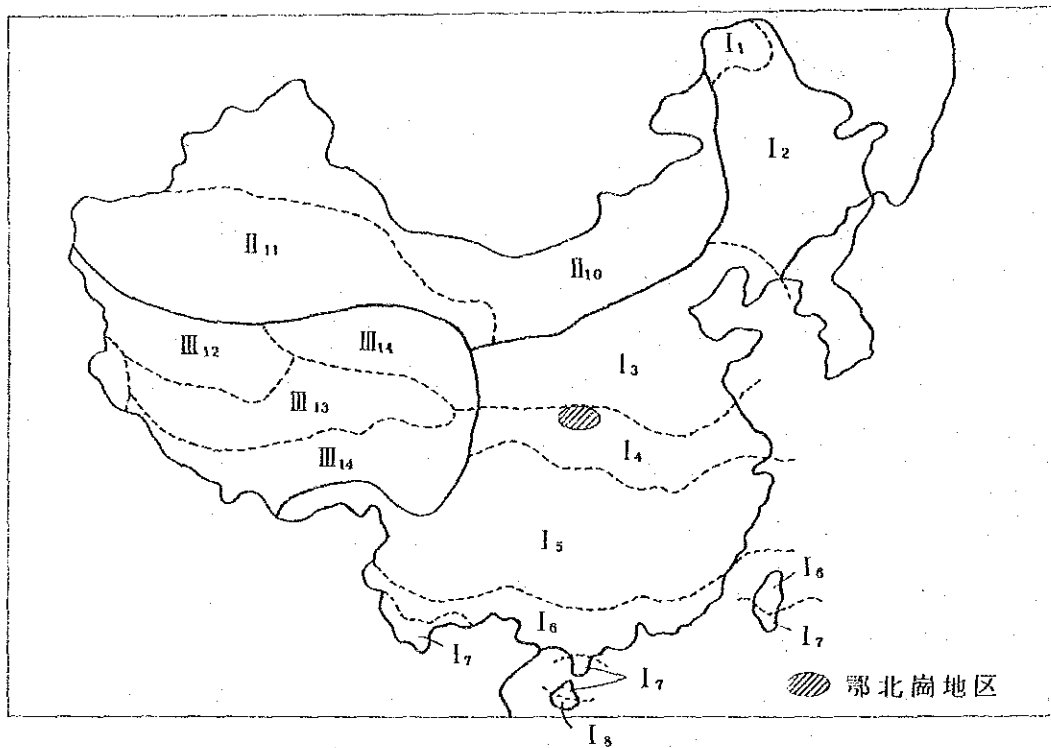 I₁
I₂
II₁₁
II₁₀
III₁₂
III₁₄
I₃
III₁₃
I₄
III₁₄
I₅
I₆
I₆
I₇
I₇
I₇
鄂北崗地区
I₈